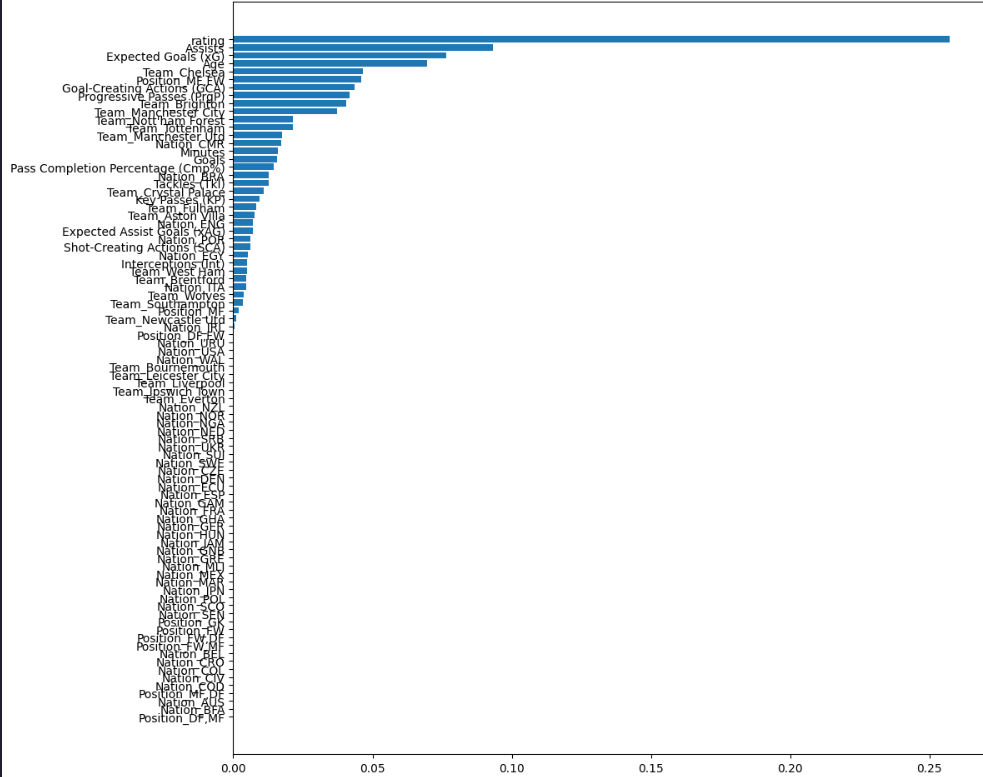 rating
Assists
Expected Goals (xG)
Age
Team_Chelsea
Position_MF,FW
Goal-Creating Actions (GCA)
Progressive Passes (PrgP)
Team_Brighton
Team_Manchester City
Team_Nott'ham Forest
Team_Tottenham
Team_Manchester Utd
Nation_CMR
Minutes
Goals
Pass Completion Percentage (Cmp%)
Nation_BRA
Tackles (Tkl)
Team_Crystal Palace
Key Passes (KP)
Team_Fulham
Team_Aston Villa
Nation_ENG
Expected Assist Goals (xAG)
Nation_POR
Shot-Creating Actions (SCA)
Nation_EGY
Interceptions (Int)
Team_West Ham
Team_Brentford
Nation_ITA
Team_Wolves
Team_Southampton
Position_MF
Team_Newcastle Utd
Nation_IRL
Position_DF,FW
Nation_URU
Nation_USA
Nation_WAL
Team_Bournemouth
Team_Leicester City
Team_Liverpool
Team_Ipswich Town
Team_Everton
Nation_NZL
Nation_NOR
Nation_NGA
Nation_NED
Nation_SRB
Nation_UKR
Nation_SUI
Nation_SWE
Nation_CZE
Nation_DEN
Nation_ECU
Nation_ESP
Nation_GAM
Nation_FRA
Nation_GHA
Nation_GER
Nation_HUN
Nation_JAM
Nation_GNB
Nation_GRE
Nation_MLI
Nation_MEX
Nation_MAR
Nation_JPN
Nation_POL
Nation_SCO
Nation_SEN
Position_GK
Position_FW
Position_FW,DF
Position_FW,MF
Nation_BEL
Nation_CRO
Nation_COL
Nation_CIV
Nation_COD
Position_MF,DF
Nation_AUS
Nation_BFA
Position_DF,MF
0.00 0.05 0.10 0.15 0.20 0.25